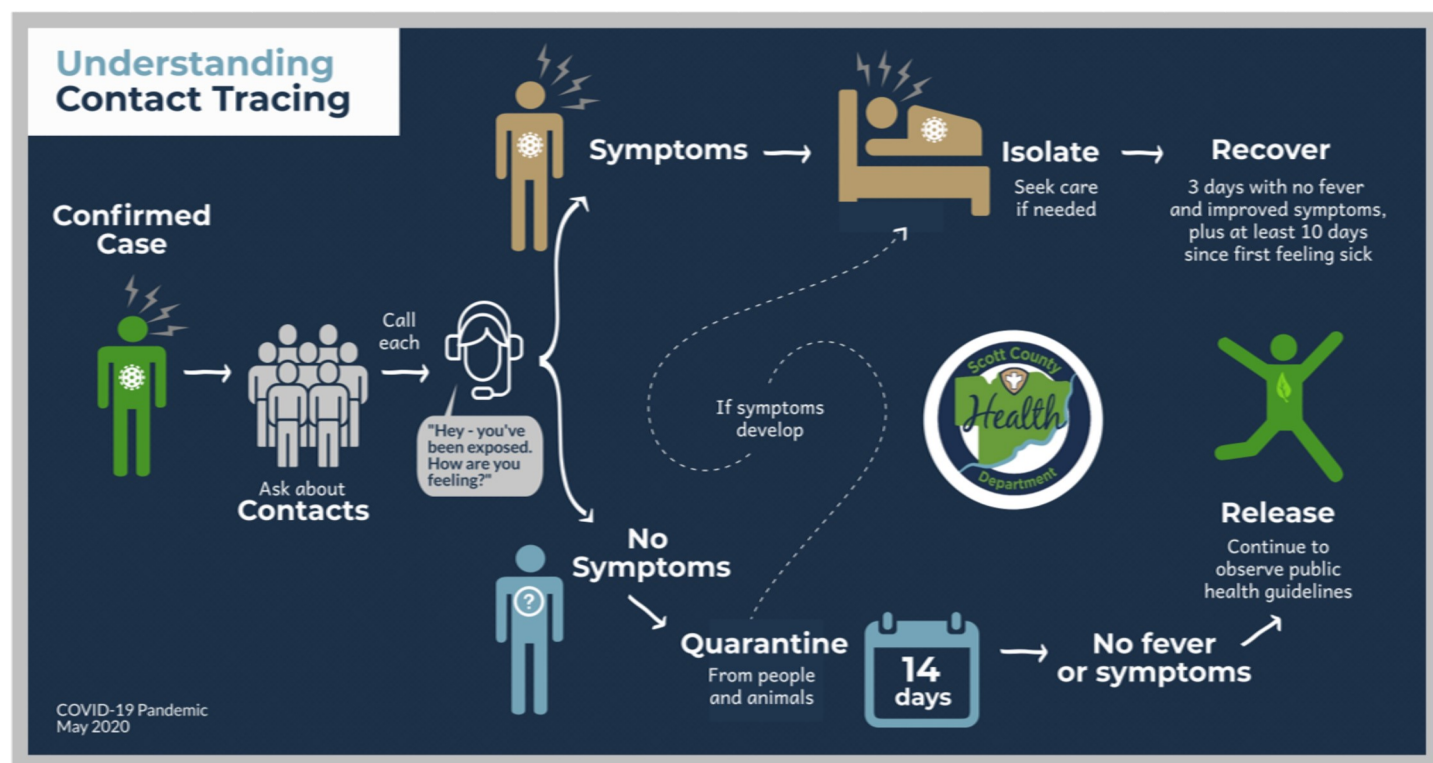 Understanding
Contact Tracing
Confirmed
Case
Ask about
Contacts
Call
each
"Hey - you've
been exposed.
How are you
feeling?"
Symptoms
Isolate
Seek care
if needed
Recover
3 days with no fever
and improved symptoms,
plus at least 10 days
since first feeling sick
If symptoms
develop
No
Symptoms
?
Quarantine
From people
and animals
14
days
No fever
or symptoms
Release
Continue to
observe public
health guidelines
Scott County
Health
Department
COVID-19 Pandemic
May 2020